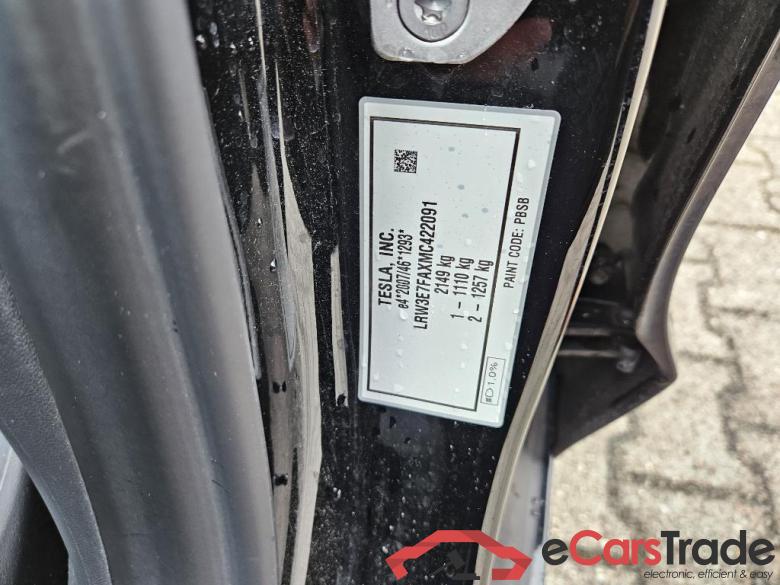 TESLA, INC.
e4*2007/46*1293*
LRW3E7FAXMC422091
2149 kg
1 – 1110 kg
2 – 1257 kg
PAINT CODE: PBSB
1.0%
eCarsTrade
electronic, efficient & easy